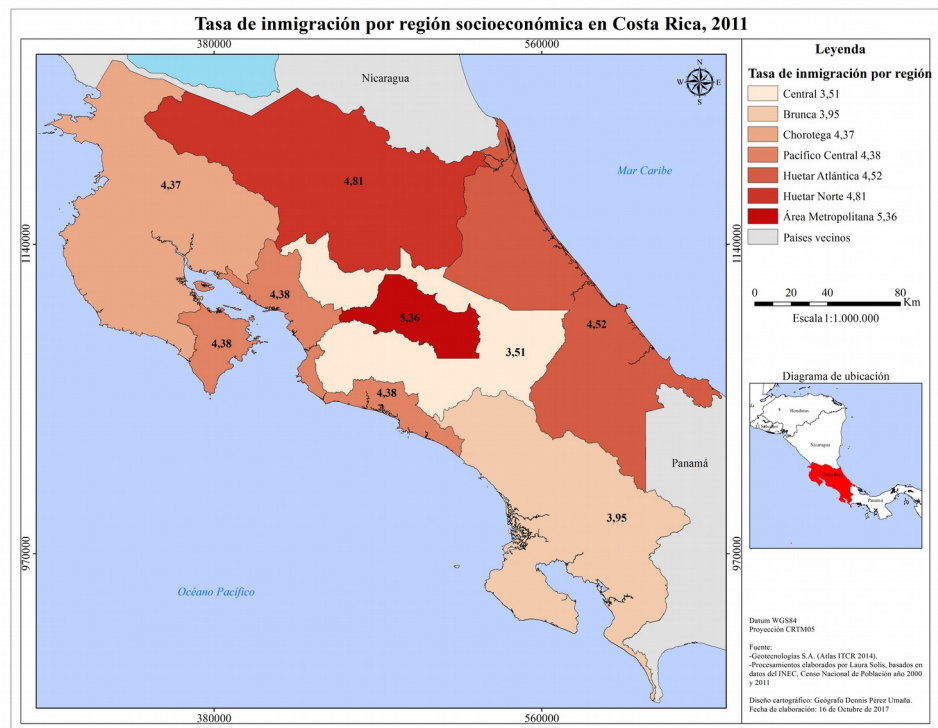 Tasa de inmigración por región socioeconómica en Costa Rica, 2011
380000
560000
Nicaragua
N
W
E
S
Mar Caribe
4,37
4,81
1140000
1140000
4,38
5,36
4,52
4,38
3,51
4,38
Panamá
3,95
970000
970000
Océano Pacífico
380000
560000
Leyenda
Tasa de inmigración por región
Central 3,51
Brunca 3,95
Chorotega 4,37
Pacífico Central 4,38
Huetar Atlántica 4,52
Huetar Norte 4,81
Área Metropolitana 5,36
Países vecinos
0 20 40 80
Km
Escala 1:1.000.000
Diagrama de ubicación
Honduras
El Salvador
Nicaragua
Panamá
Datum WGS84
Proyección CRTM05
Fuente:
-Geotecnologías S.A. (Atlas ITCR 2014).
-Procesamientos elaborados por Laura Solís, basados en
datos del INEC, Censo Nacional de Población año 2000
y 2011
Diseño cartográfico: Geógrafo Dennis Pérez Umaña.
Fecha de elaboración: 16 de Octubre de 2017